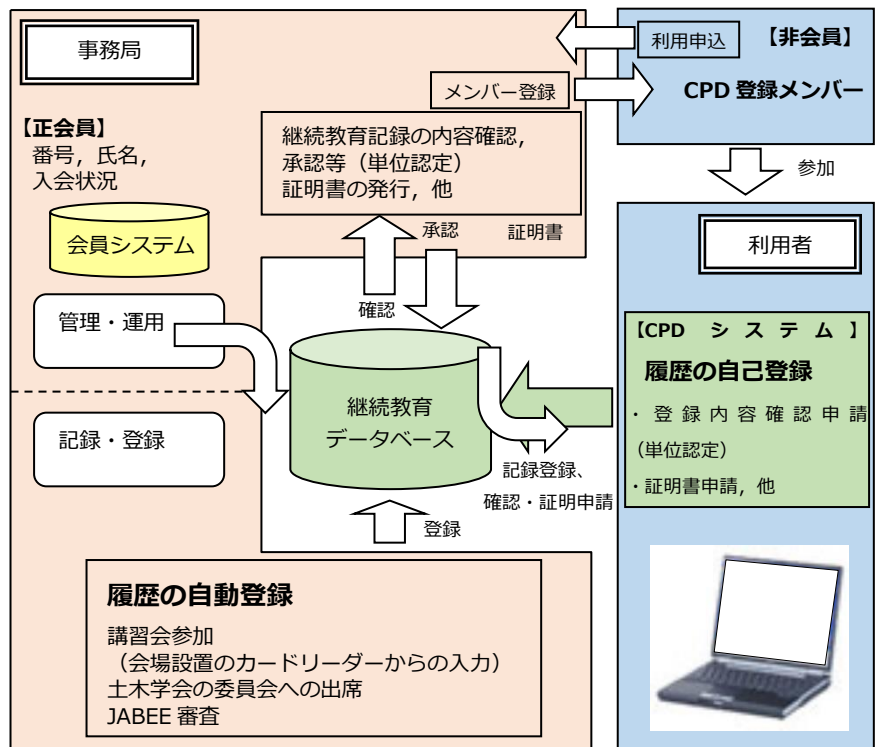 事務局
利用申込
【非会員】
メンバー登録
CPD 登録メンバー
【正会員】
番号，氏名，
入会状況
継続教育記録の内容確認，
承認等（単位認定）
証明書の発行，他
参加
会員システム
承認
証明書
利用者
管理・運用
確認
【CPD システム】
履歴の自己登録
・登録内容確認申請
（単位認定）
・証明書申請，他
継続教育
データベース
記録・登録
記録登録、
確認・証明申請
登録
履歴の自動登録
講習会参加
（会場設置のカードリーダーからの入力）
土木学会の委員会への出席
JABEE 審査